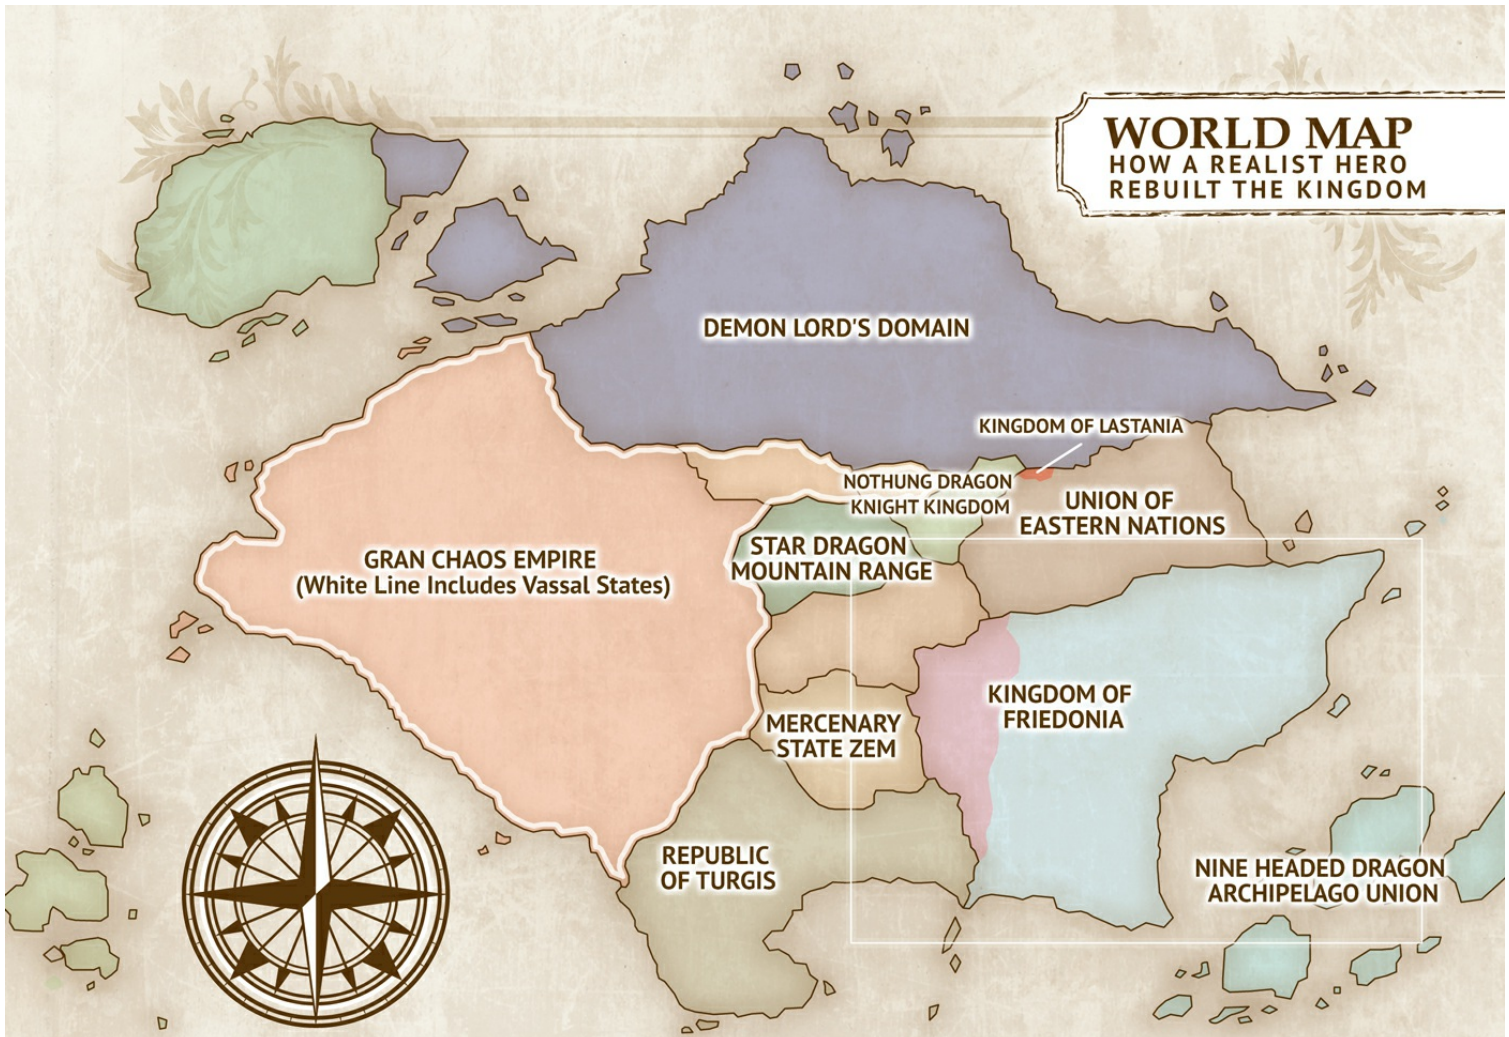 WORLD MAP
HOW A REALIST HERO
REBUILT THE KINGDOM
DEMON LORD'S DOMAIN
KINGDOM OF LASTANIA
NOTHUNG DRAGON
KNIGHT KINGDOM
UNION OF
EASTERN NATIONS
GRAN CHAOS EMPIRE
(White Line Includes Vassal States)
STAR DRAGON
MOUNTAIN RANGE
KINGDOM OF
FRIEDONIA
MERCENARY
STATE ZEM
REPUBLIC
OF TURGIS
NINE HEADED DRAGON
ARCHIPELAGO UNION